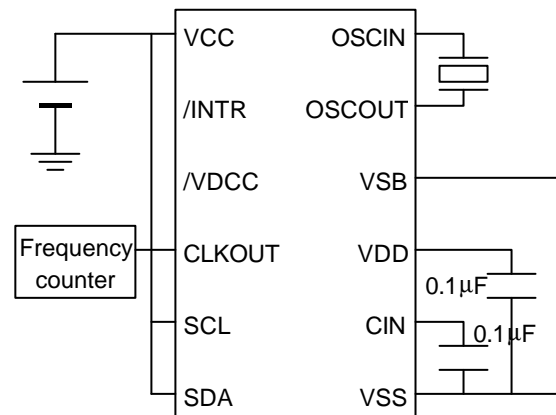 VCC OSCIN
/INTR OSCOUT
/VDCC VSB
Frequency
counter
CLKOUT VDD
0.1μF
SCL CIN
0.1μF
SDA VSS